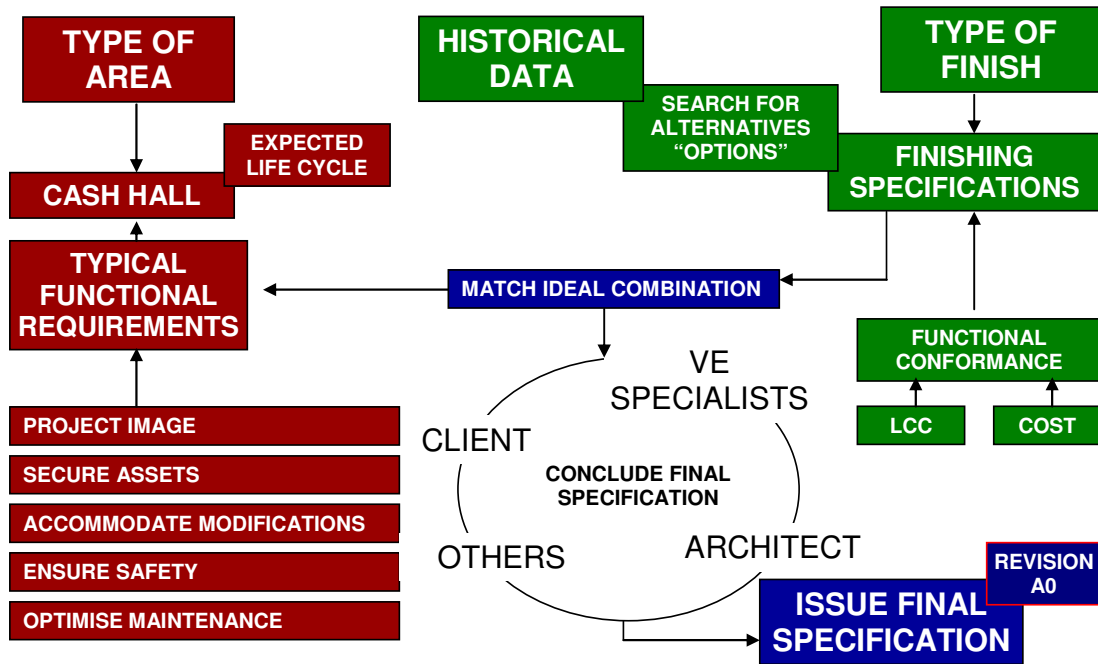 TYPE OF
AREA
HISTORICAL
DATA
TYPE OF
FINISH
SEARCH FOR
ALTERNATIVES
“OPTIONS”
EXPECTED
LIFE CYCLE
FINISHING
SPECIFICATIONS
CASH HALL
TYPICAL
FUNCTIONAL
REQUIREMENTS
MATCH IDEAL COMBINATION
FUNCTIONAL
CONFORMANCE
LCC
COST
VE
SPECIALISTS
CLIENT
CONCLUDE FINAL
SPECIFICATION
OTHERS
ARCHITECT
PROJECT IMAGE
SECURE ASSETS
ACCOMMODATE MODIFICATIONS
ENSURE SAFETY
OPTIMISE MAINTENANCE
REVISION
A0
ISSUE FINAL
SPECIFICATION